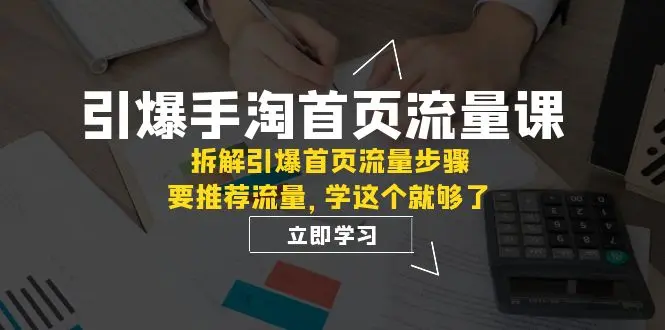 引爆手淘首页流量课
拆解引爆首页流量步骤
要推荐流量,学这个就够了
立即学习